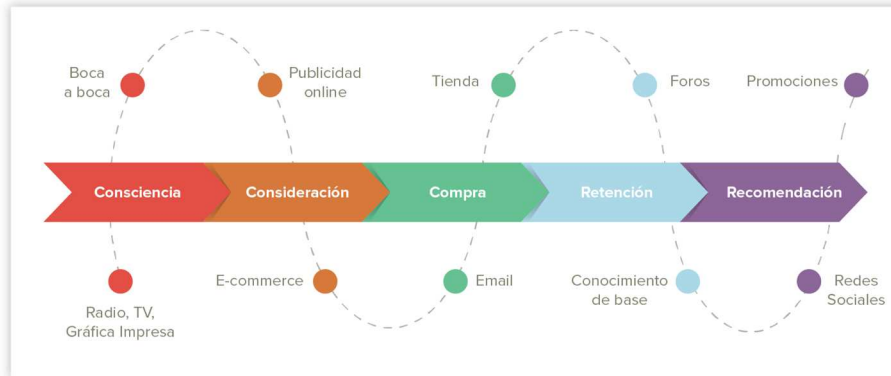 Boca
a boca
Publicidad
online
Tienda
Foros
Promociones
Consciencia
Consideración
Compra
Retención
Recomendación
Radio, TV,
Gráfica Impresa
E-commerce
Email
Conocimiento
de base
Redes
Sociales